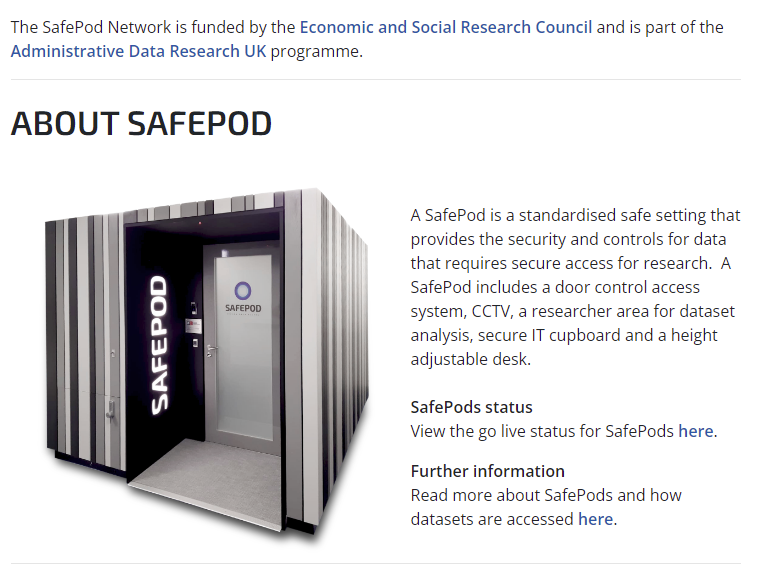 The SafePod Network is funded by the Economic and Social Research Council and is part of the
Administrative Data Research UK programme.
ABOUT SAFEPOD
A SafePod is a standardised safe setting that
provides the security and controls for data
that requires secure access for research.  A
SafePod includes a door control access
system, CCTV, a researcher area for dataset
analysis, secure IT cupboard and a height
adjustable desk.
SAFEPOD
SAFEPOD
SafePods status
View the go live status for SafePods here.
Further information
Read more about SafePods and how
datasets are accessed here.